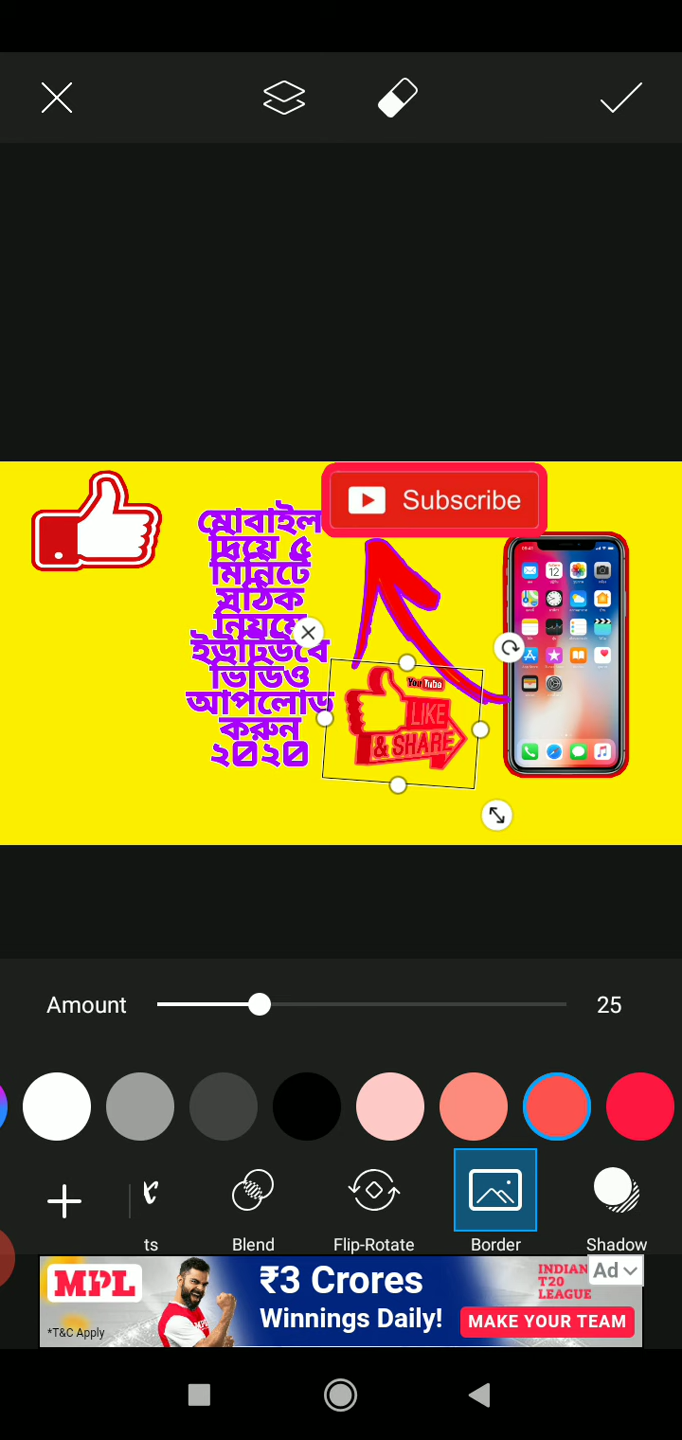 Subscribe
মোবাইল
দিয়ে ৫
মিনিটে
সঠিক
নিয়মে
ইউটিউবে
ভিডিও
আপলোড
করুন
২০২০
YouTube
LIKE
& SHARE
Amount
25
ts
Blend
Flip-Rotate
Border
Shadow
MPL
*T&C Apply
₹3 Crores
Winnings Daily!
INDIAN
T20
LEAGUE
Ad
MAKE YOUR TEAM